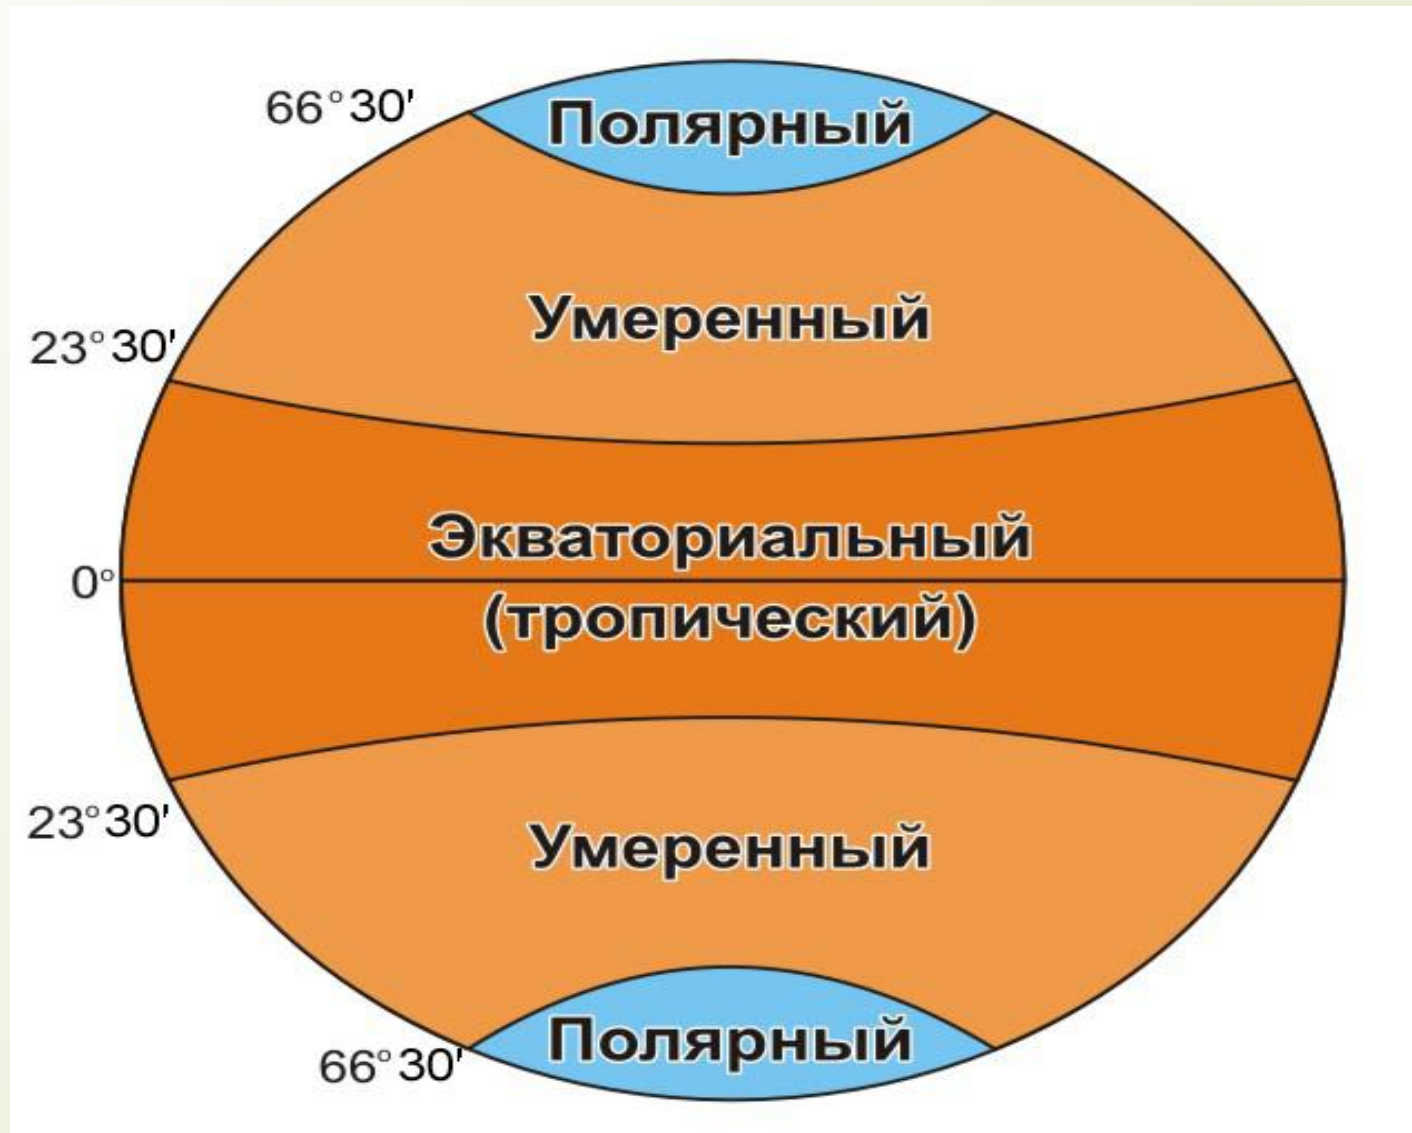 66°30'
Полярный
Умеренный
23°30'
Экваториальный
0°
(тропический)
23°30'
Умеренный
Полярный
66°30'